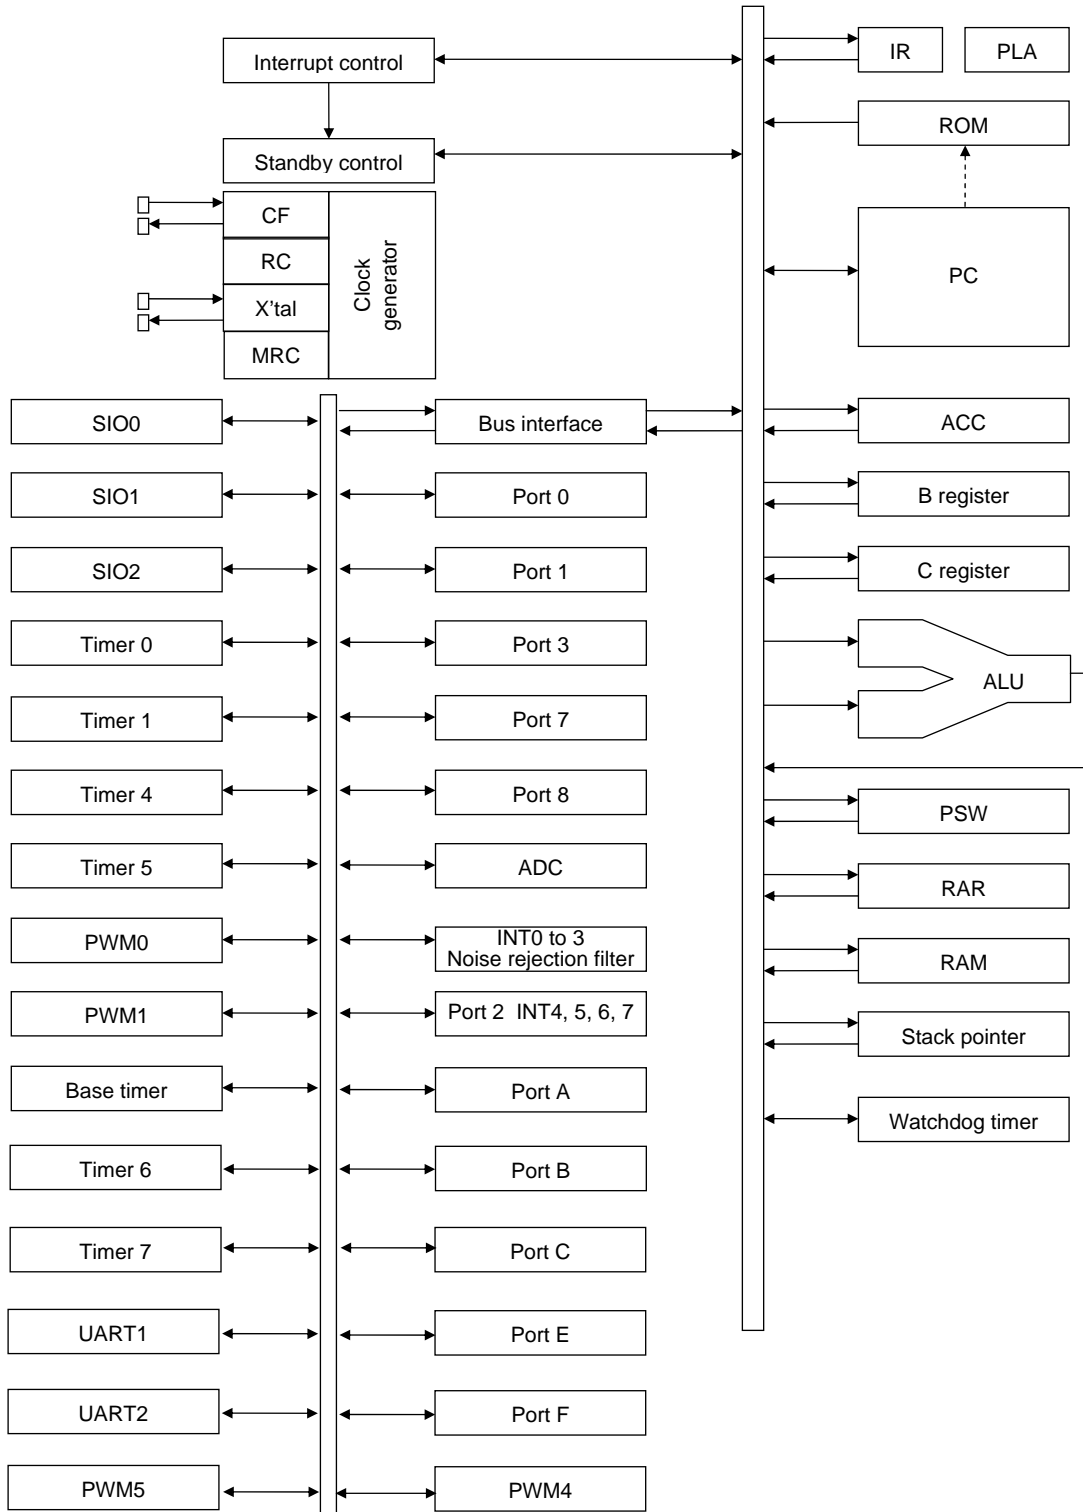 Interrupt control
IR
PLA
ROM
Standby control
CF
RC
X'tal
MRC
Clock
generator
PC
SIO0
Bus interface
ACC
SIO1
Port 0
B register
SIO2
Port 1
C register
Timer 0
Port 3
ALU
Timer 1
Port 7
Timer 4
Port 8
PSW
Timer 5
ADC
RAR
PWM0
INT0 to 3
Noise rejection filter
RAM
PWM1
Port 2 INT4, 5, 6, 7
Stack pointer
Base timer
Port A
Watchdog timer
Timer 6
Port B
Timer 7
Port C
UART1
Port E
UART2
Port F
PWM5
PWM4